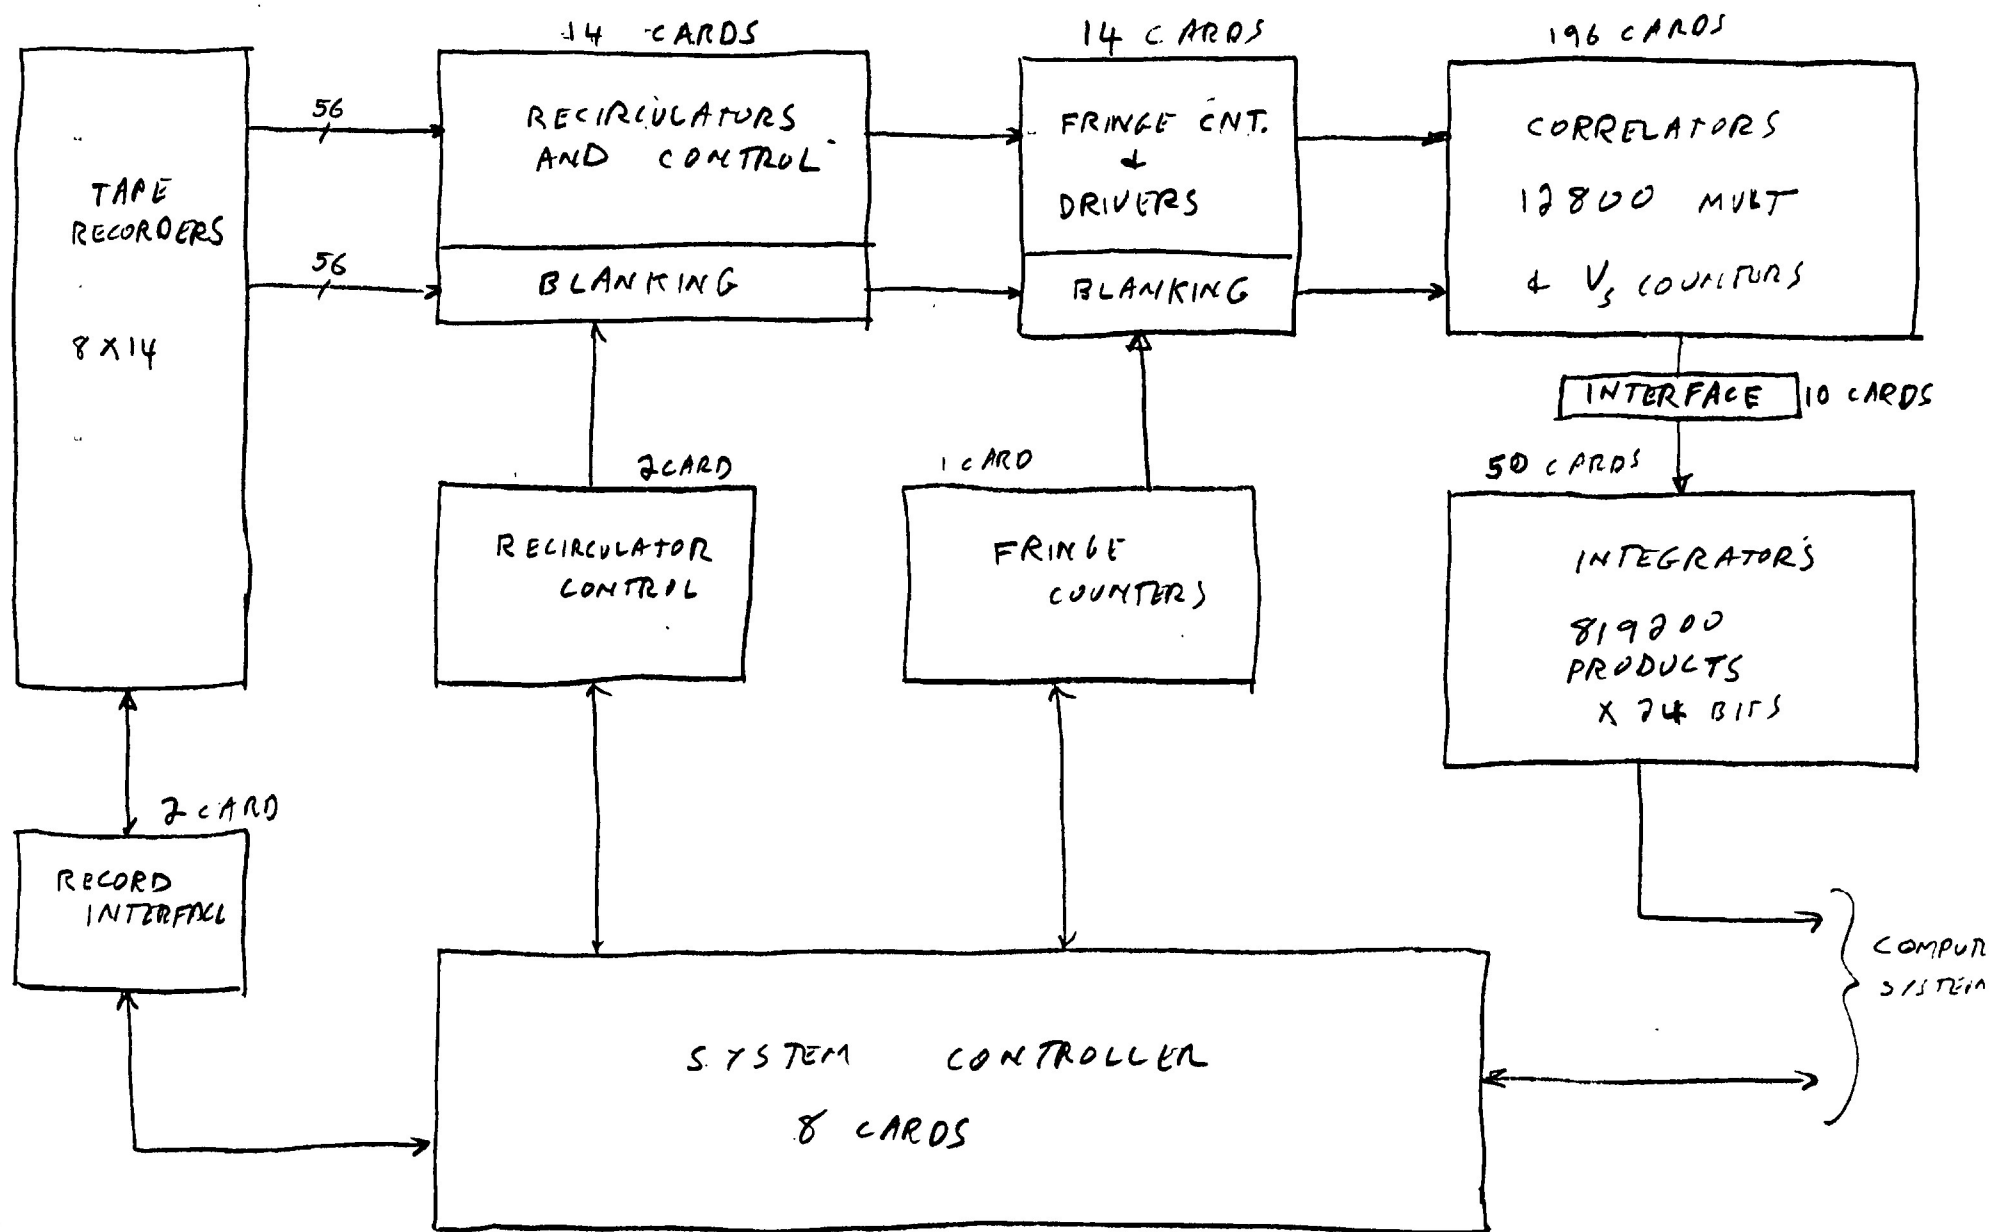 14 CARDS
14 CARDS
196 CARDS
TAPE
RECORDERS
8 X 14
56
56
RECIRCULATORS
AND CONTROL
BLANKING
FRINGE CNT.
&
DRIVERS
BLANKING
CORRELATORS
12800 MULT
& COUNTERS
INTERFACE
10 CARDS
2 CARD
1 CARD
50 CARDS
RECIRCULATOR
CONTROL
FRINGE
COUNTERS
INTEGRATORS
819200
PRODUCTS
X 24 BITS
2 CARD
RECORD
INTERFACE
COMPUR
SYSTEM
SYSTEM CONTROLLER
8 CARDS